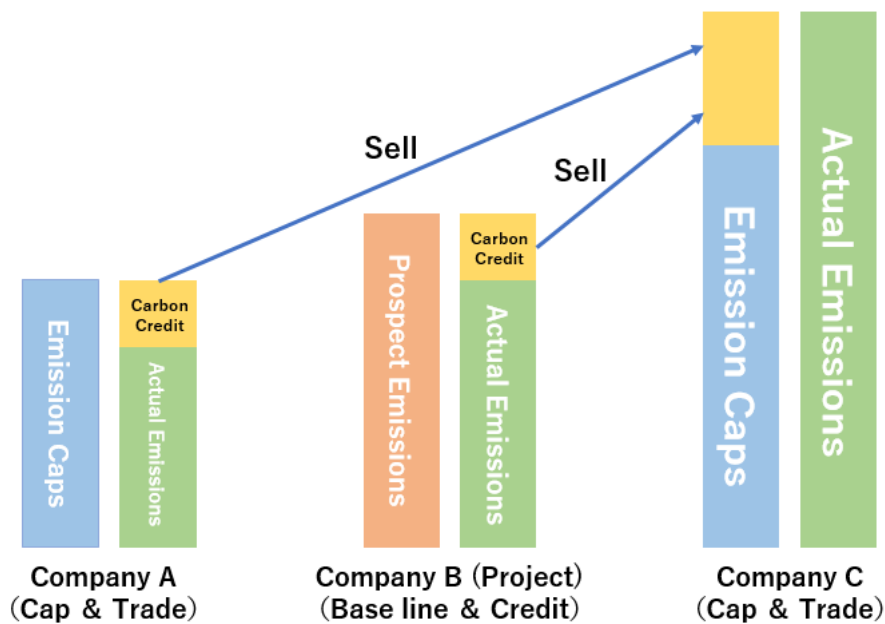 Sell
Sell
Emission Caps
Carbon
Credit
Actual Emissions
Prospect Emissions
Carbon
Credit
Actual Emissions
Emission Caps
Actual Emissions
Company A
(Cap & Trade)
Company B (Project)
(Base line & Credit)
Company C
(Cap & Trade)